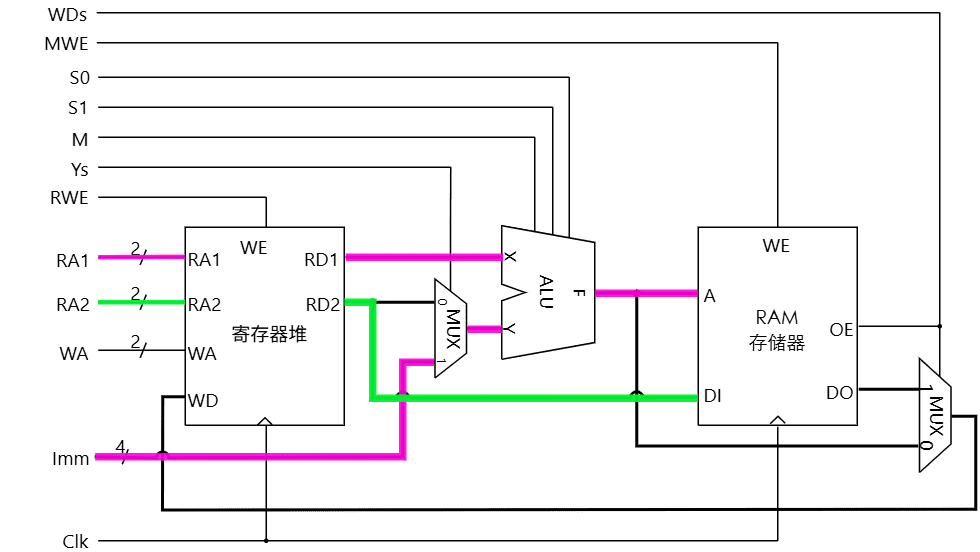 WDs
MWE
S0
S1
M
Ys
RWE
RA1
2
RA2
2
WA
2
Imm
4
Clk
WE
RA1
RD1
RA2
RD2
寄存器堆
WA
WD
0
MUX
1
X
ALU
F
Y
WE
A
RAM
存储器
OE
DI
DO
1
MUX
0